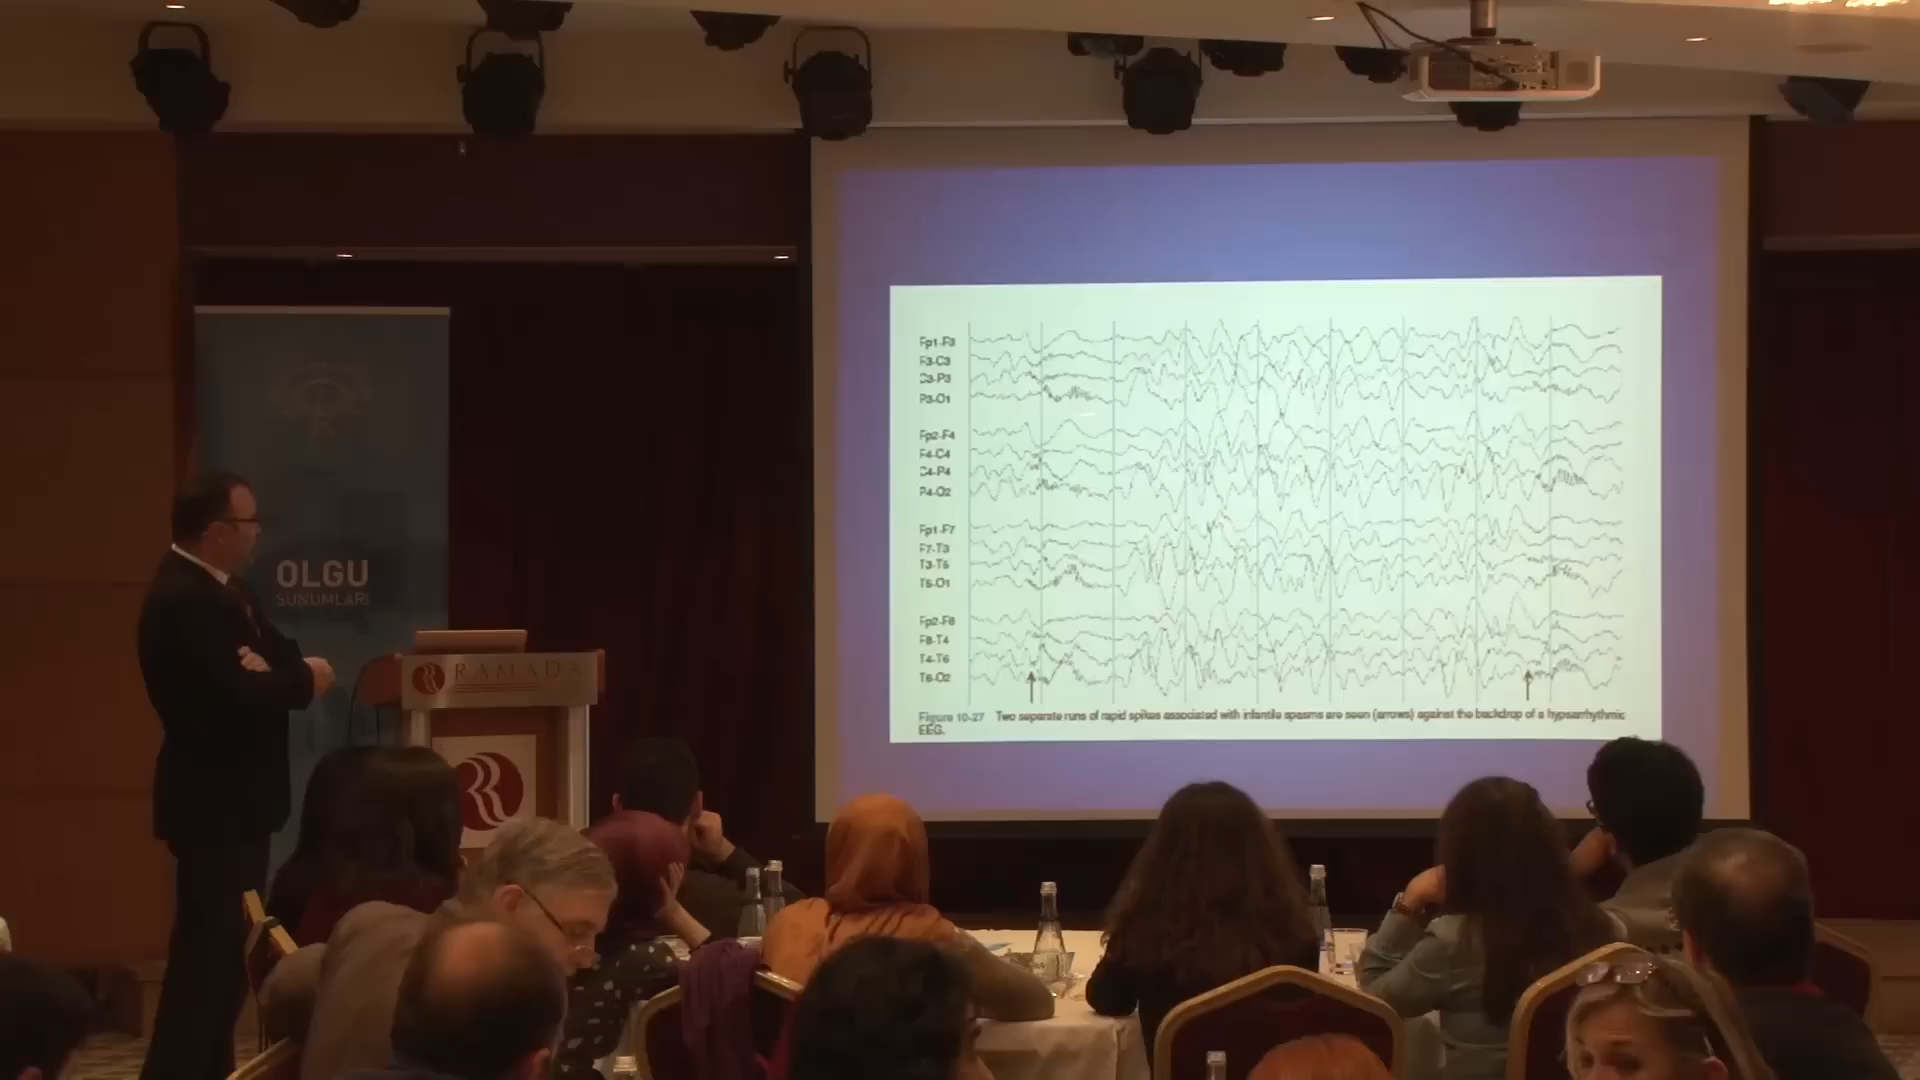 Fp1-F3
F3-C3
C3-P3
P3-O1
Fp2-F4
F4-C4
C4-P4
P4-O2
Fp1-F7
F7-T3
T3-T5
T5-O1
Fp2-F8
F8-T4
T4-T6
T6-O2
Figure 10-27 Two separate runs of rapid spikes associated with infantile spasms are seen (arrows) against the backdrop of a hypsarrhythmic
EEG.
OLGU
SUNUMLARI
RAMADA